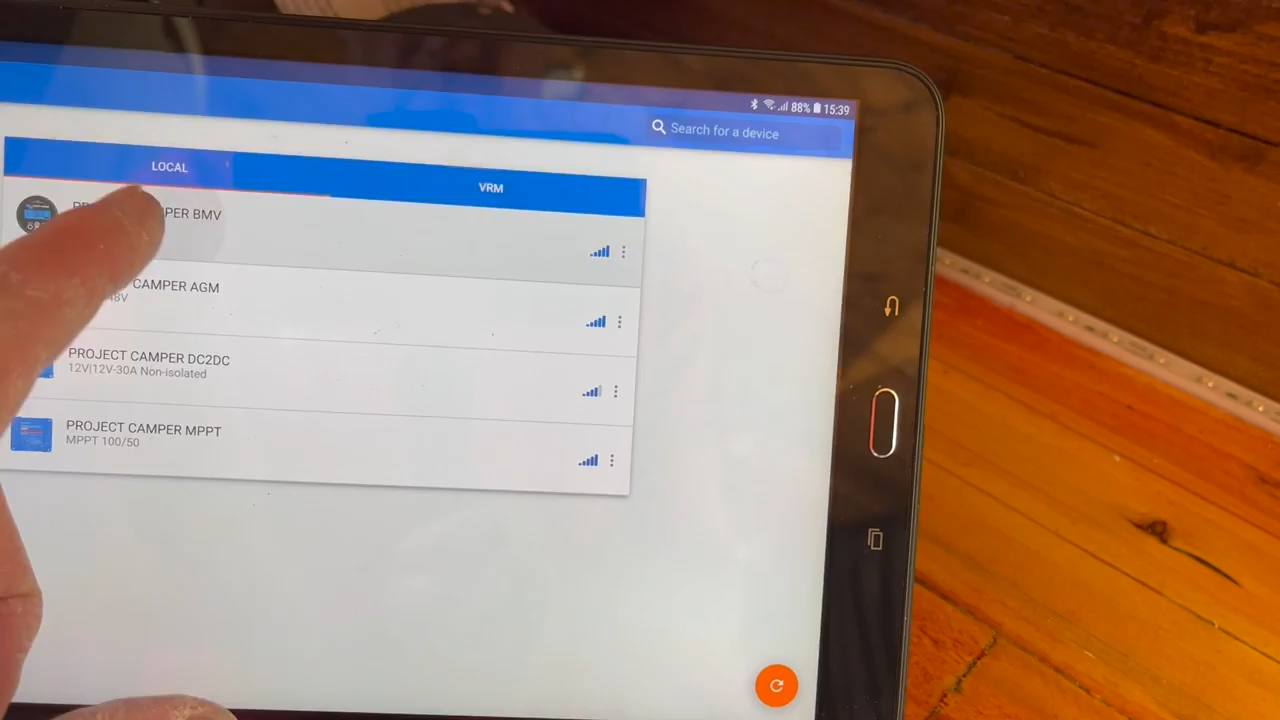 88% 15:39
Search for a device
LOCAL
VRM
CAMPER BMV
CAMPER AGM
48V
PROJECT CAMPER DC2DC
12V|12V-30A Non-isolated
PROJECT CAMPER MPPT
MPPT 100/50